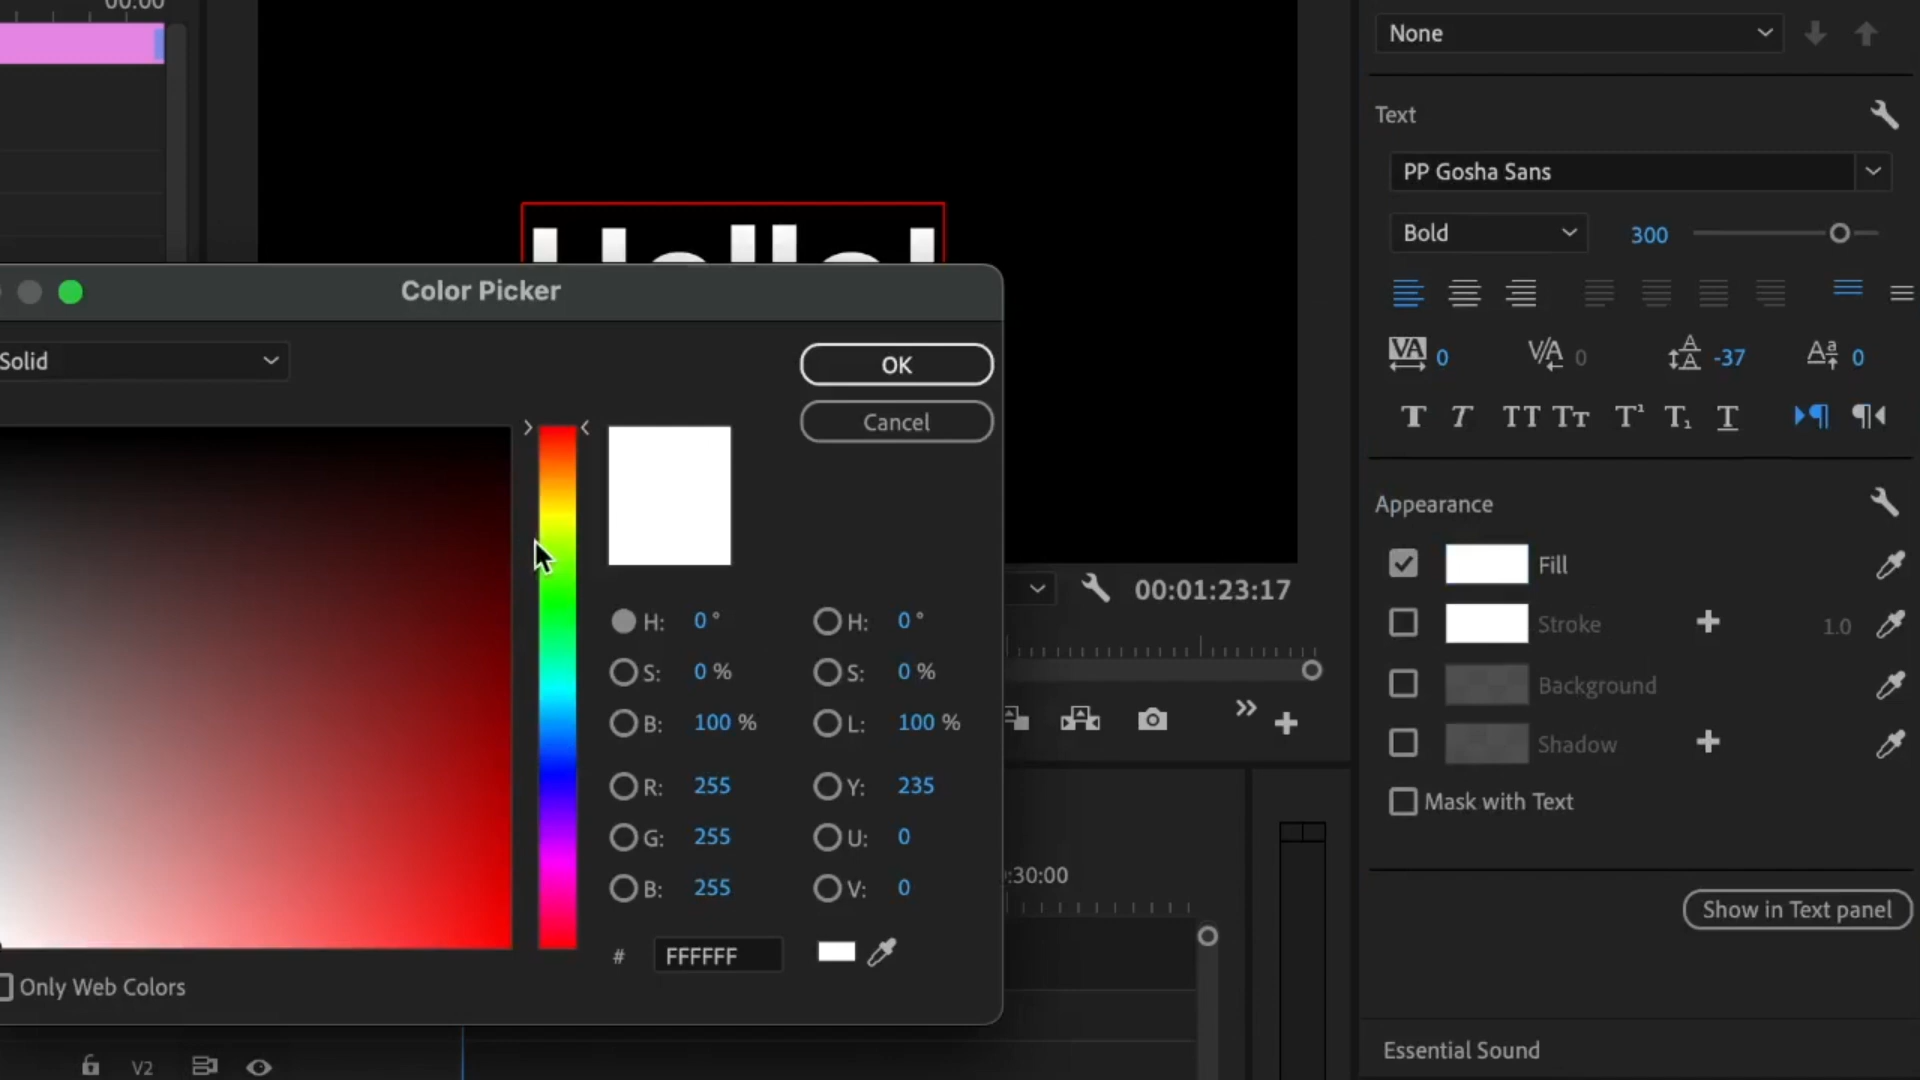 00:00
None
Text
PP Gosha Sans
Bold
300
0
0
-37
0
Color Picker
Solid
OK
Cancel
H: 0 °
S: 0 %
B: 100 %
R: 255
G: 255
B: 255
H: 0 °
S: 0 %
L: 100 %
Y: 235
U: 0
V: 0
# FFFFFF
Only Web Colors
V2
00:01:23:17
:30:00
Appearance
Fill
Stroke 1.0
Background
Shadow
Mask with Text
Show in Text panel
Essential Sound